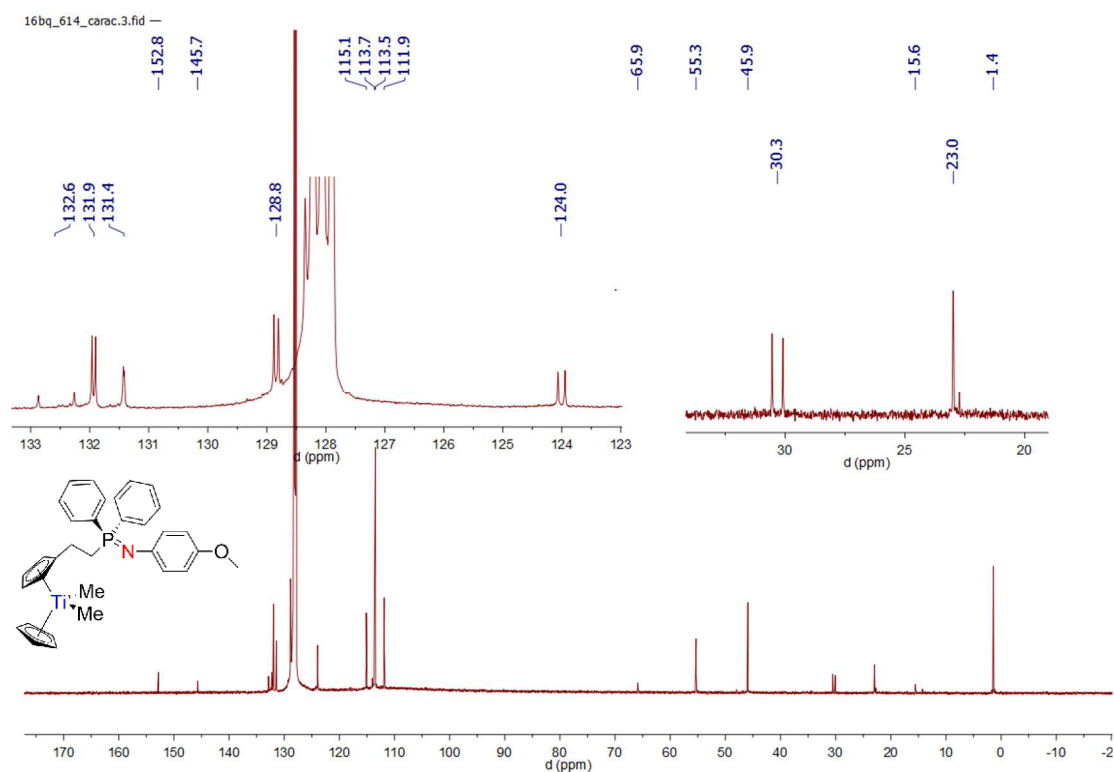 16bq_614_carac.3.fid —
152.8
145.7
115.1
113.7
113.5
111.9
65.9
55.3
45.9
15.6
1.4
132.6
131.9
131.4
128.8
124.0
30.3
23.0
133 132 131 130 129 128 127 126 125 124 123
d (ppm)
30 25 20
d (ppm)
P
N
O
Ti
Me
Me
170 160 150 140 130 120 110 100 90 80 70 60 50 40 30 20 10 0 -10 -2
d (ppm)